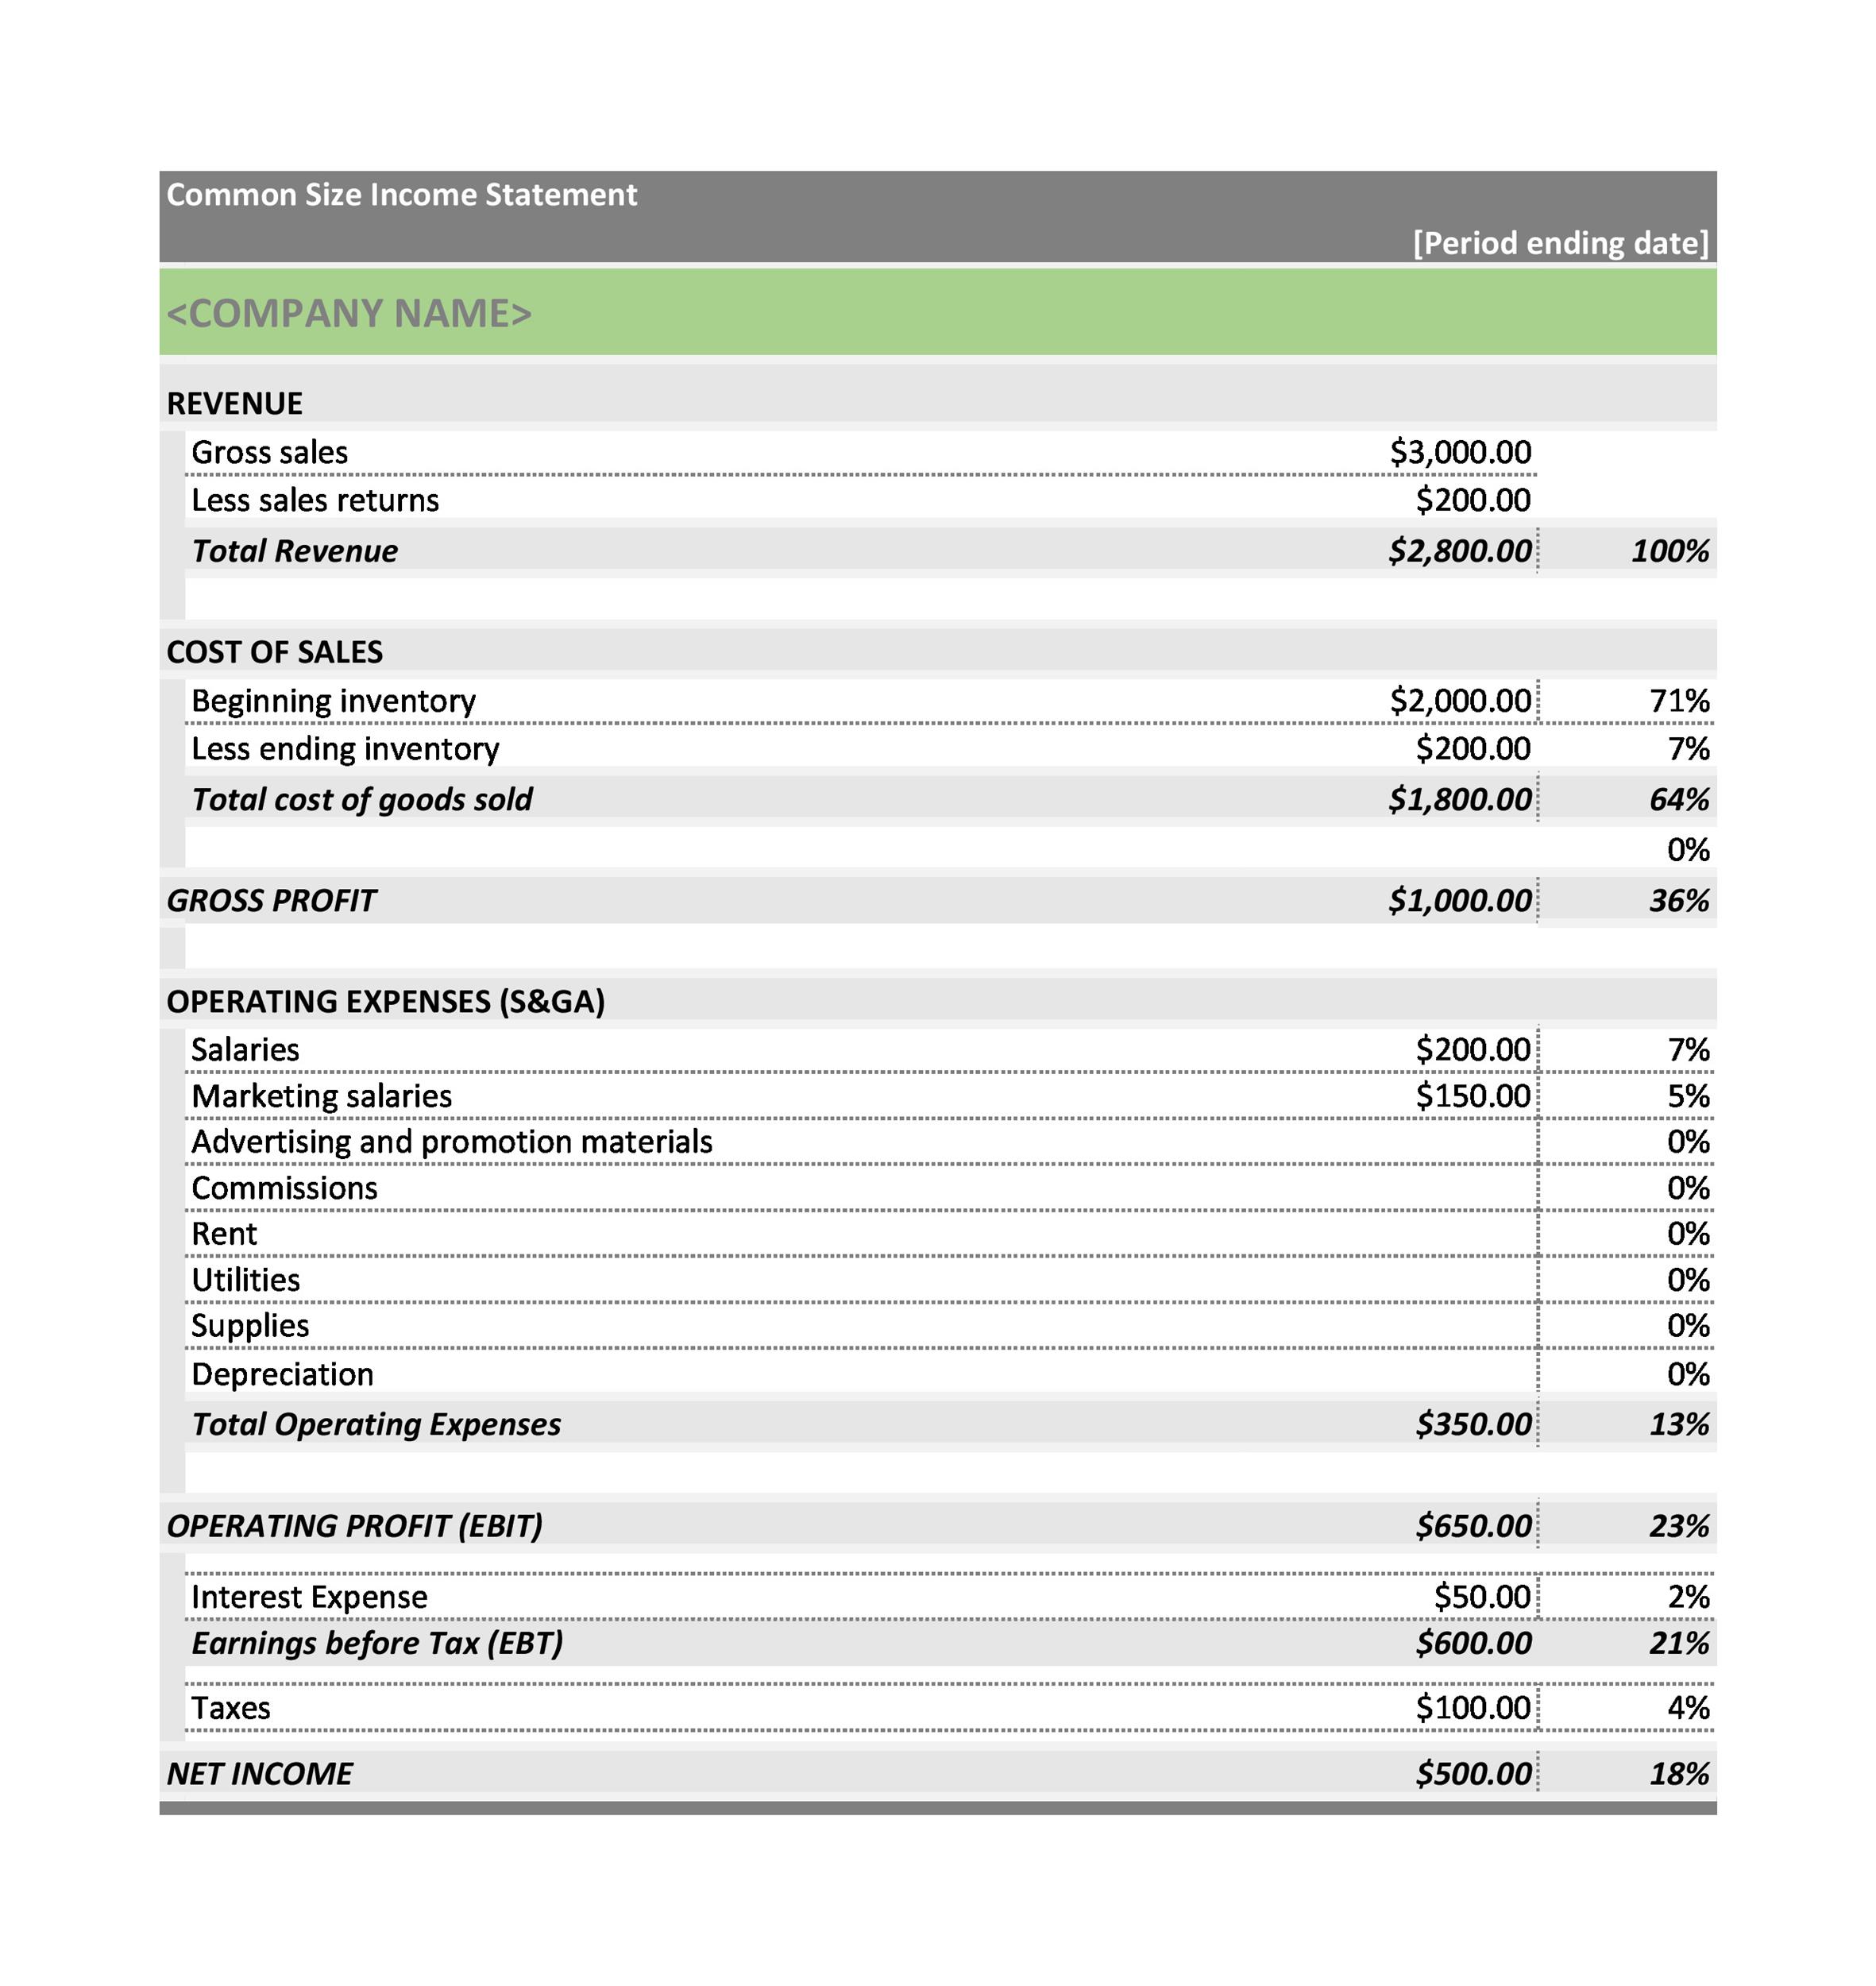 Common Size Income Statement
[Period ending date]
<COMPANY NAME>
REVENUE
Gross sales $3,000.00
Less sales returns $200.00
Total Revenue $2,800.00 100%
COST OF SALES
Beginning inventory $2,000.00 71%
Less ending inventory $200.00 7%
Total cost of goods sold $1,800.00 64%
0%
GROSS PROFIT $1,000.00 36%
OPERATING EXPENSES (S&GA)
Salaries $200.00 7%
Marketing salaries $150.00 5%
Advertising and promotion materials 0%
Commissions 0%
Rent 0%
Utilities 0%
Supplies 0%
Depreciation 0%
Total Operating Expenses $350.00 13%
OPERATING PROFIT (EBIT) $650.00 23%
Interest Expense $50.00 2%
Earnings before Tax (EBT) $600.00 21%
Taxes $100.00 4%
NET INCOME $500.00 18%